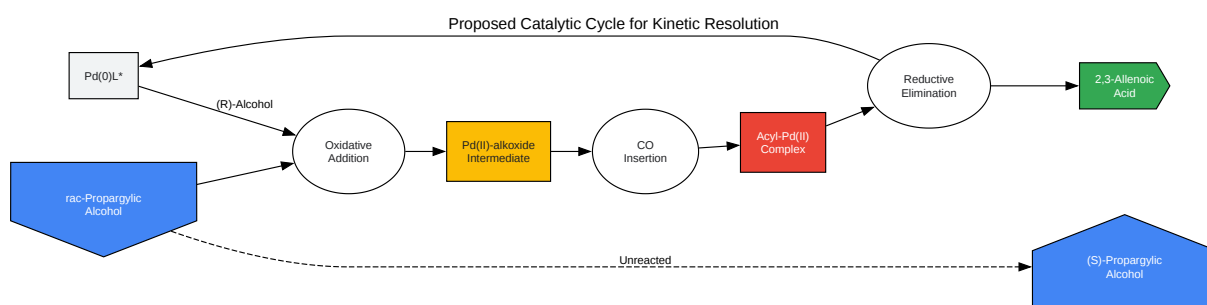 Proposed Catalytic Cycle for Kinetic Resolution
Pd(0)L*
(R)-Alcohol
rac-Propargylic
Alcohol
Oxidative
Addition
Pd(II)-alkoxide
Intermediate
CO
Insertion
Acyl-Pd(II)
Complex
Reductive
Elimination
2,3-Allenoic
Acid
Unreacted
(S)-Propargylic
Alcohol